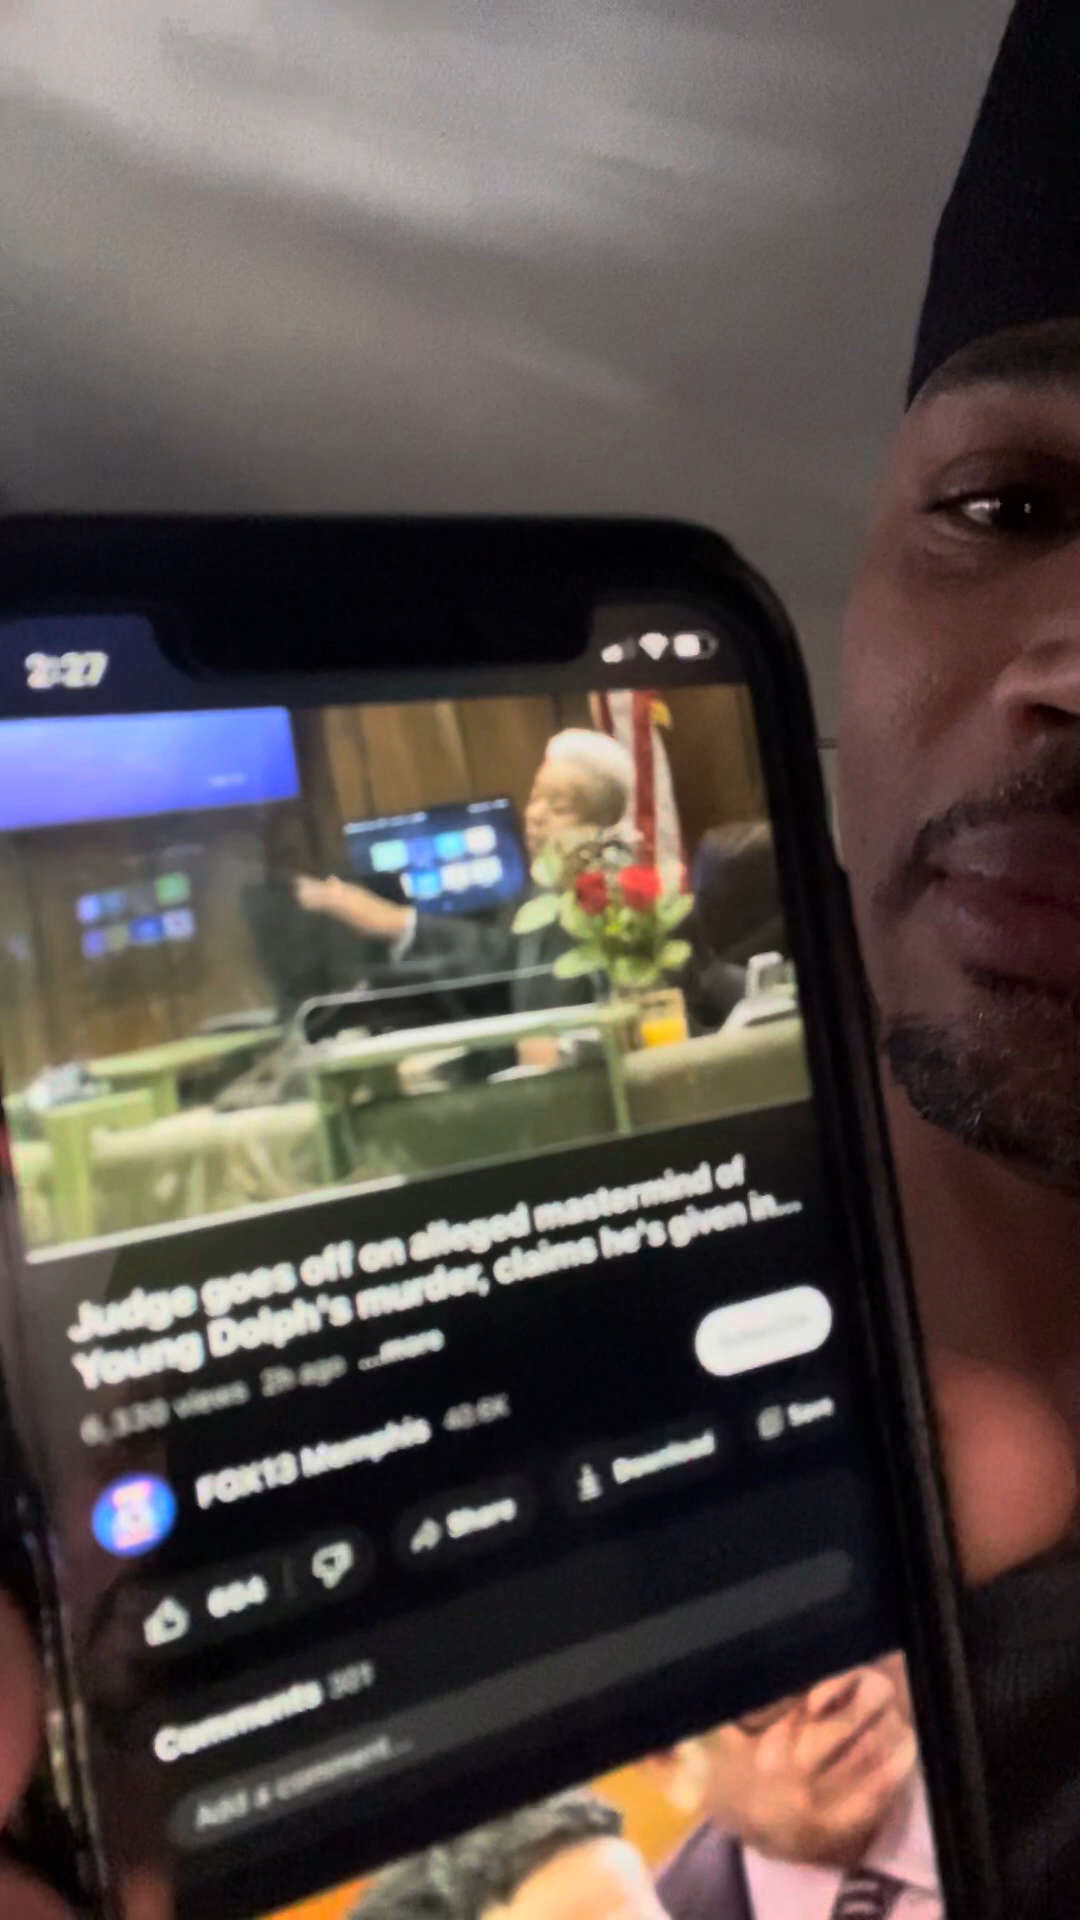 2:27
Judge goes off on alleged mastermind of
Young Dolph's murder, claims he's given in...
2h ago ...more
FOX13 Memphis
Share
Download
Save
Comments
Add a comment...